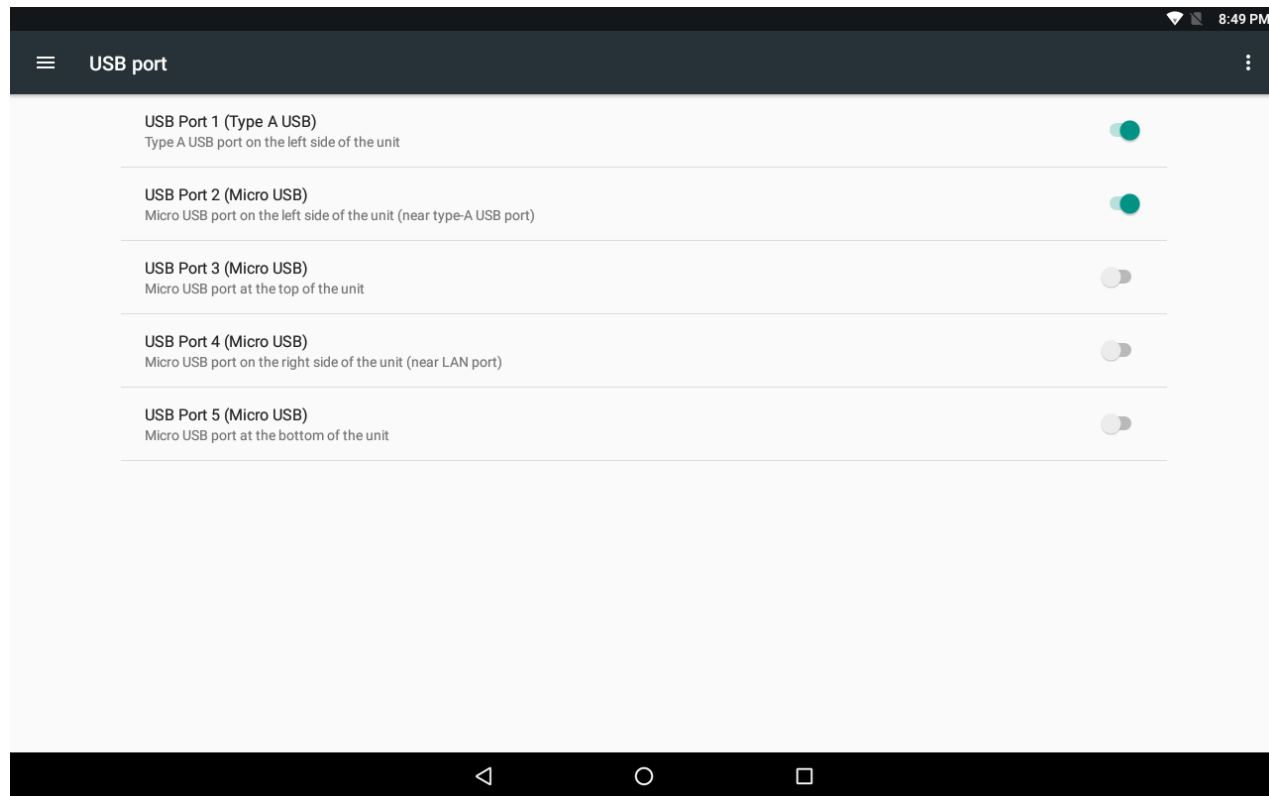 8:49 PM
USB port
USB Port 1 (Type A USB)
Type A USB port on the left side of the unit
USB Port 2 (Micro USB)
Micro USB port on the left side of the unit (near type-A USB port)
USB Port 3 (Micro USB)
Micro USB port at the top of the unit
USB Port 4 (Micro USB)
Micro USB port on the right side of the unit (near LAN port)
USB Port 5 (Micro USB)
Micro USB port at the bottom of the unit